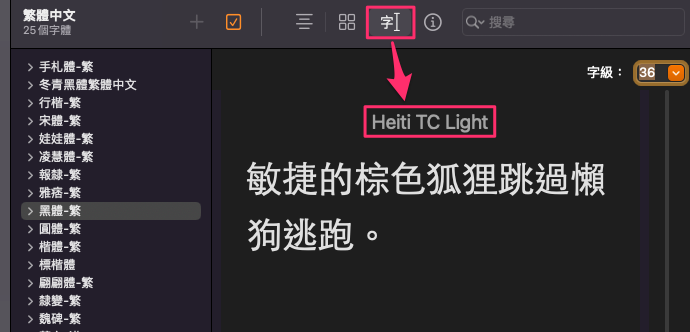 繁體中文
25個字體
字
搜尋
字級：
36
手札體-繁
冬青黑體繁體中文
行楷-繁
宋體-繁
娃娃體-繁
凌慧體-繁
報隸-繁
雅痞-繁
黑體-繁
圓體-繁
楷體-繁
標楷體
翩翩體-繁
隸變-繁
魏碑-繁
Heiti TC Light
敏捷的棕色狐狸跳過懶
狗逃跑。